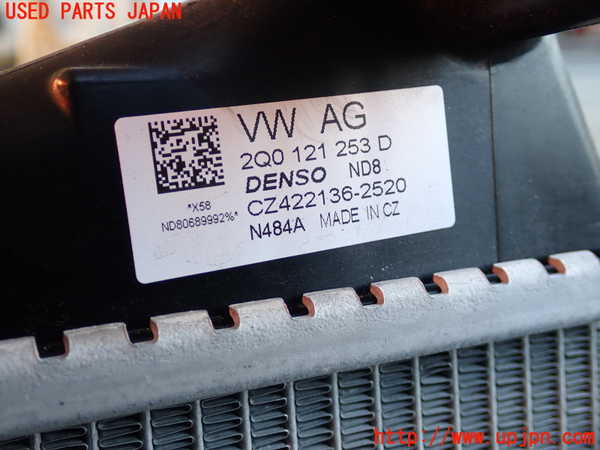 USED PARTS JAPAN
VW AG
2Q0 121 253 D
DENSO ND8
*X58
ND80689992%*
CZ422136-2520
N484A MADE IN CZ
http://www.upjpn.com/